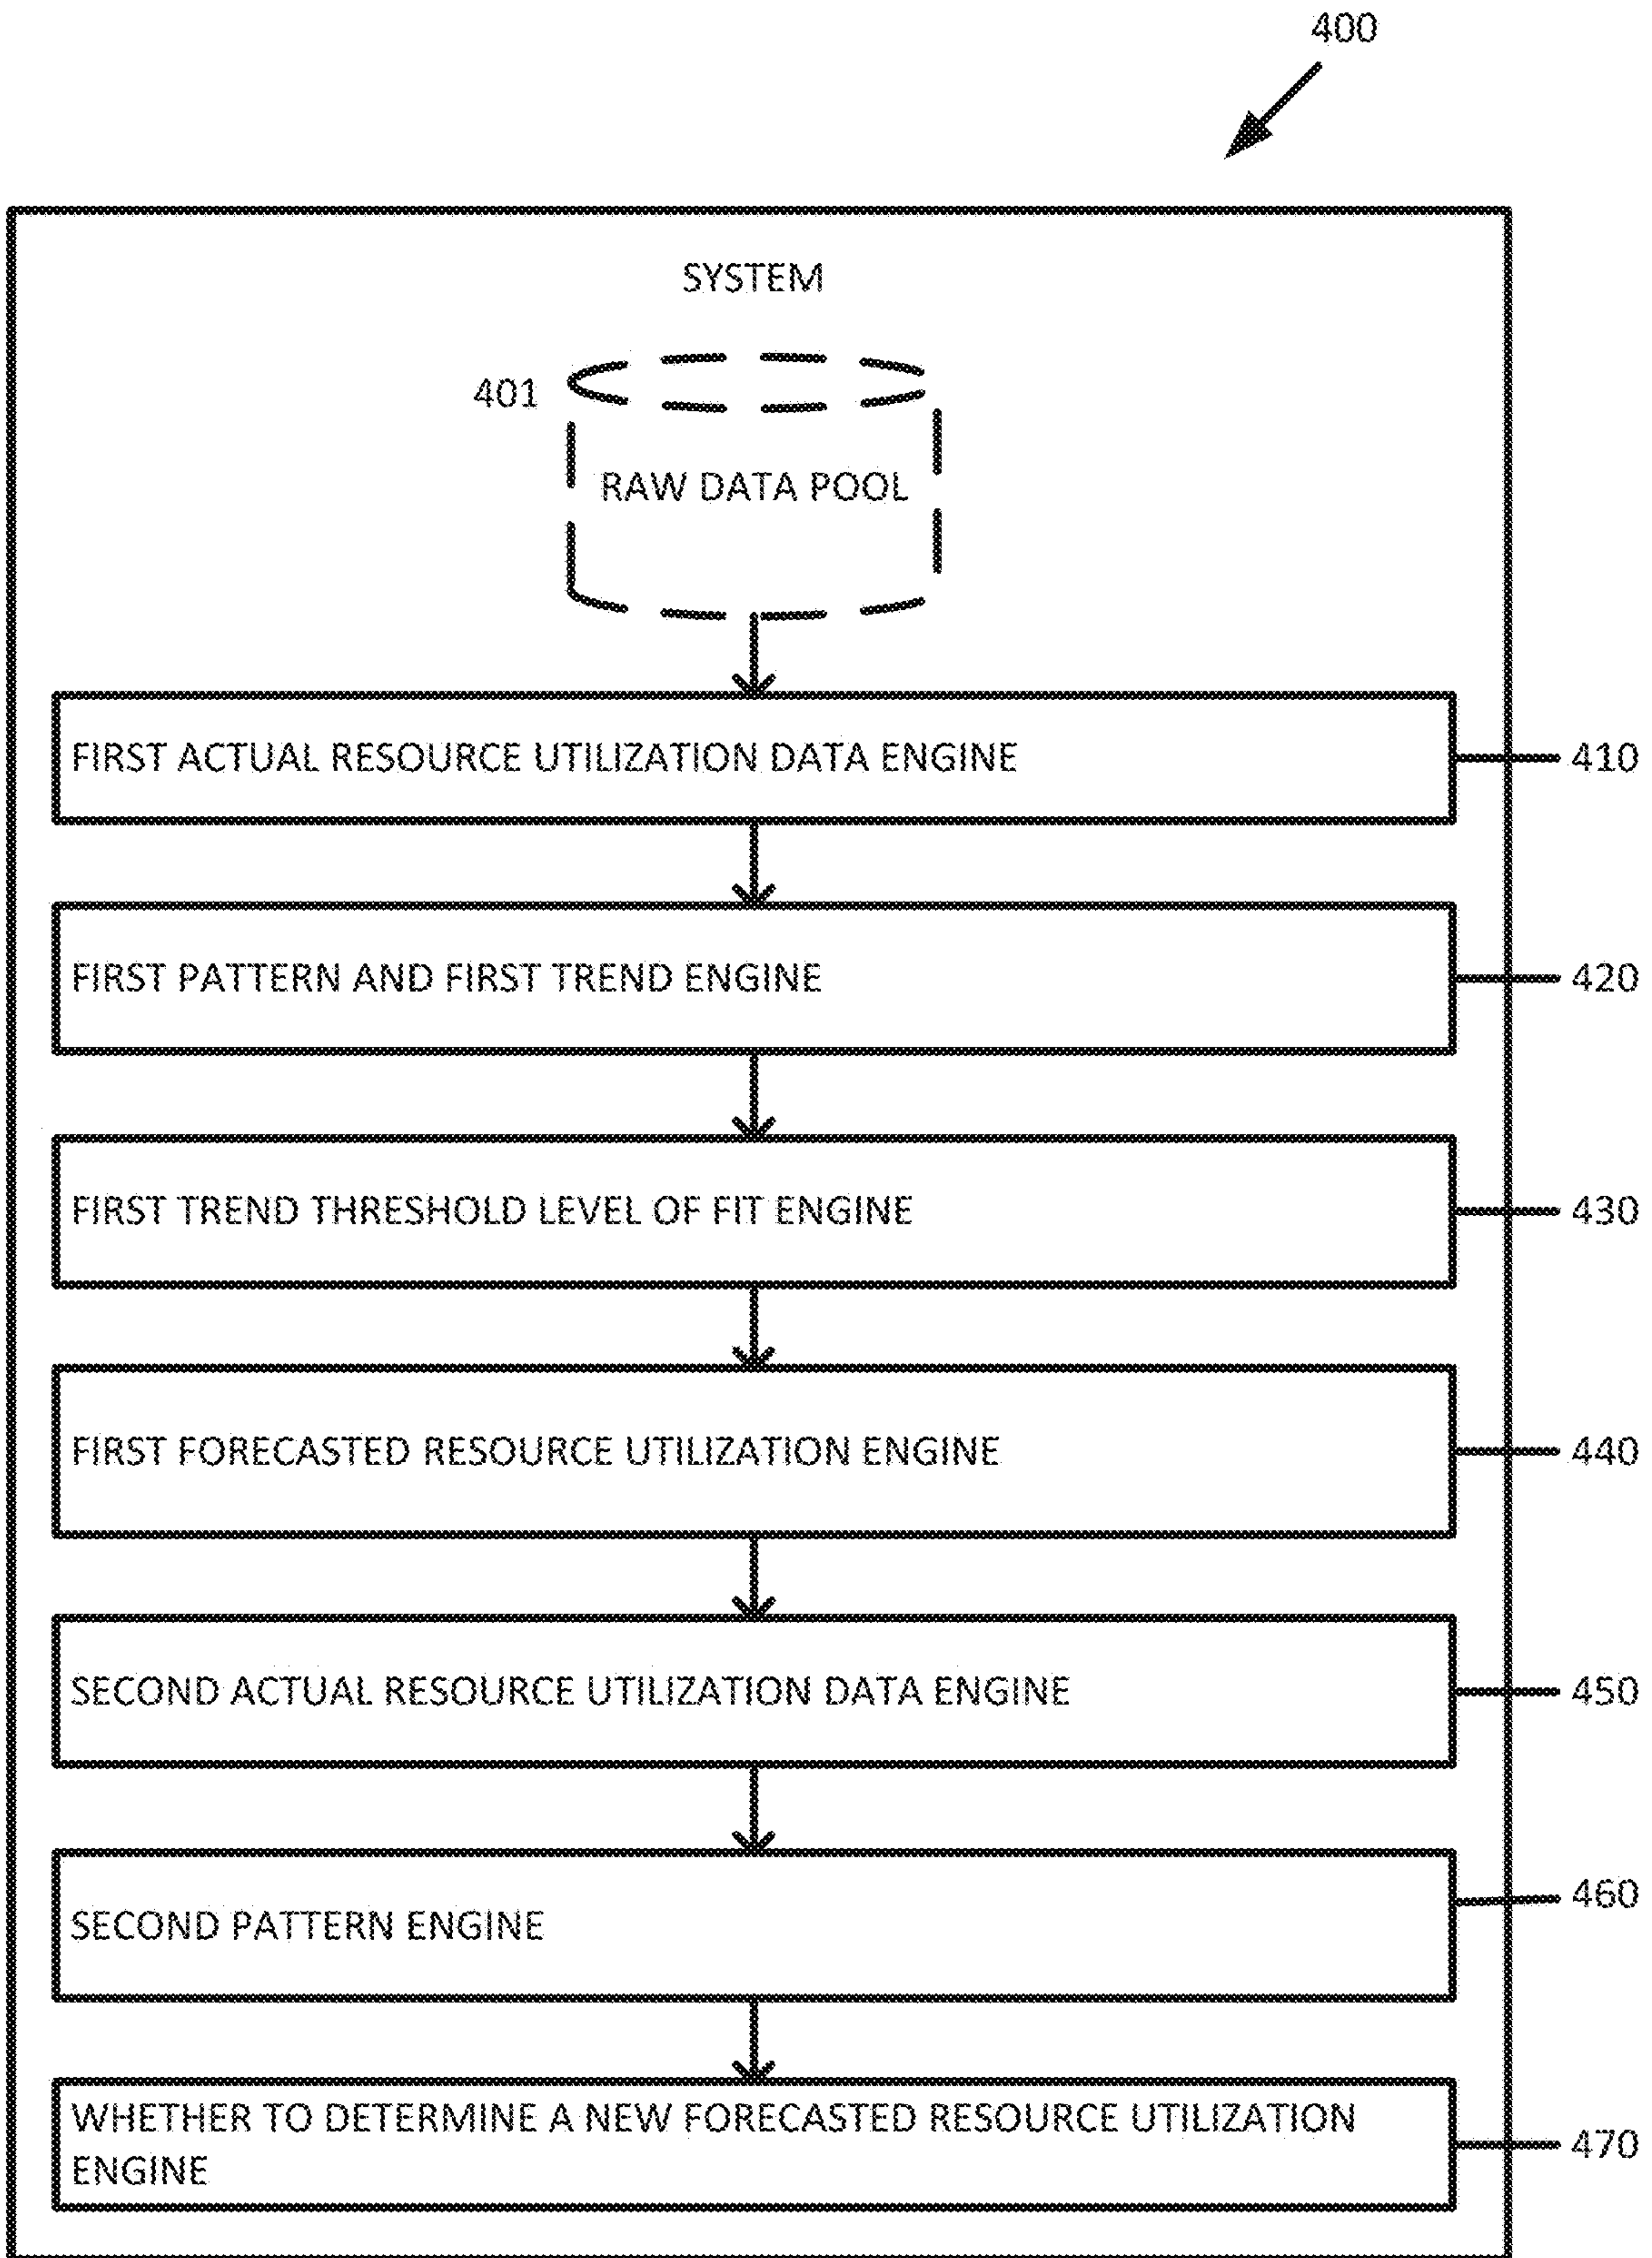 400
SYSTEM
401
RAW DATA POOL
FIRST ACTUAL RESOURCE UTILIZATION DATA ENGINE
410
FIRST PATTERN AND FIRST TREND ENGINE
420
FIRST TREND THRESHOLD LEVEL OF FIT ENGINE
430
FIRST FORECASTED RESOURCE UTILIZATION ENGINE
440
SECOND ACTUAL RESOURCE UTILIZATION DATA ENGINE
450
SECOND PATTERN ENGINE
460
WHETHER TO DETERMINE A NEW FORECASTED RESOURCE UTILIZATION
ENGINE
470